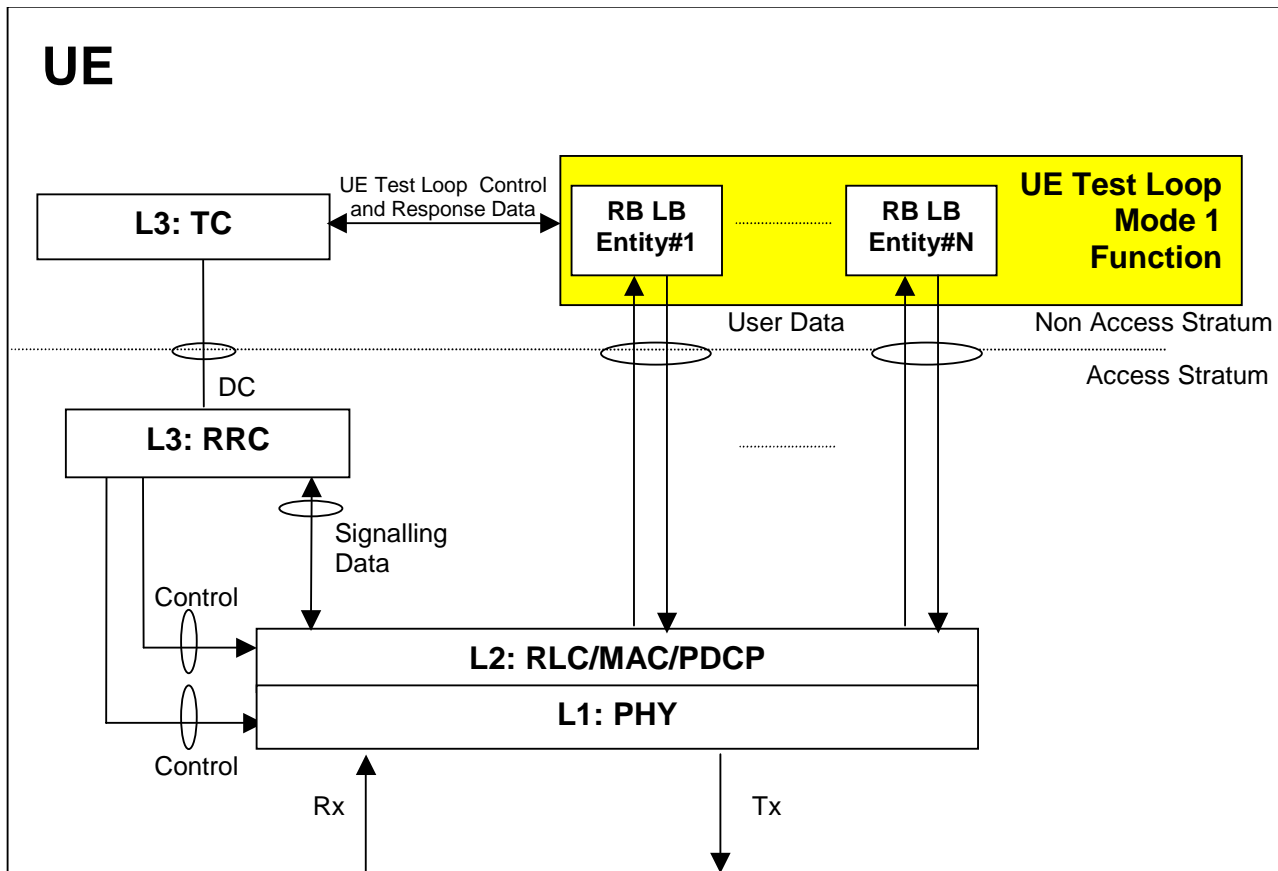 UE
UE Test Loop Control
and Response Data
L3: TC
RB LB
Entity#1
RB LB
Entity#N
UE Test Loop
Mode 1
Function
User Data
Non Access Stratum
Access Stratum
DC
L3: RRC
Signalling
Data
Control
L2: RLC/MAC/PDCP
L1: PHY
Control
Rx
Tx